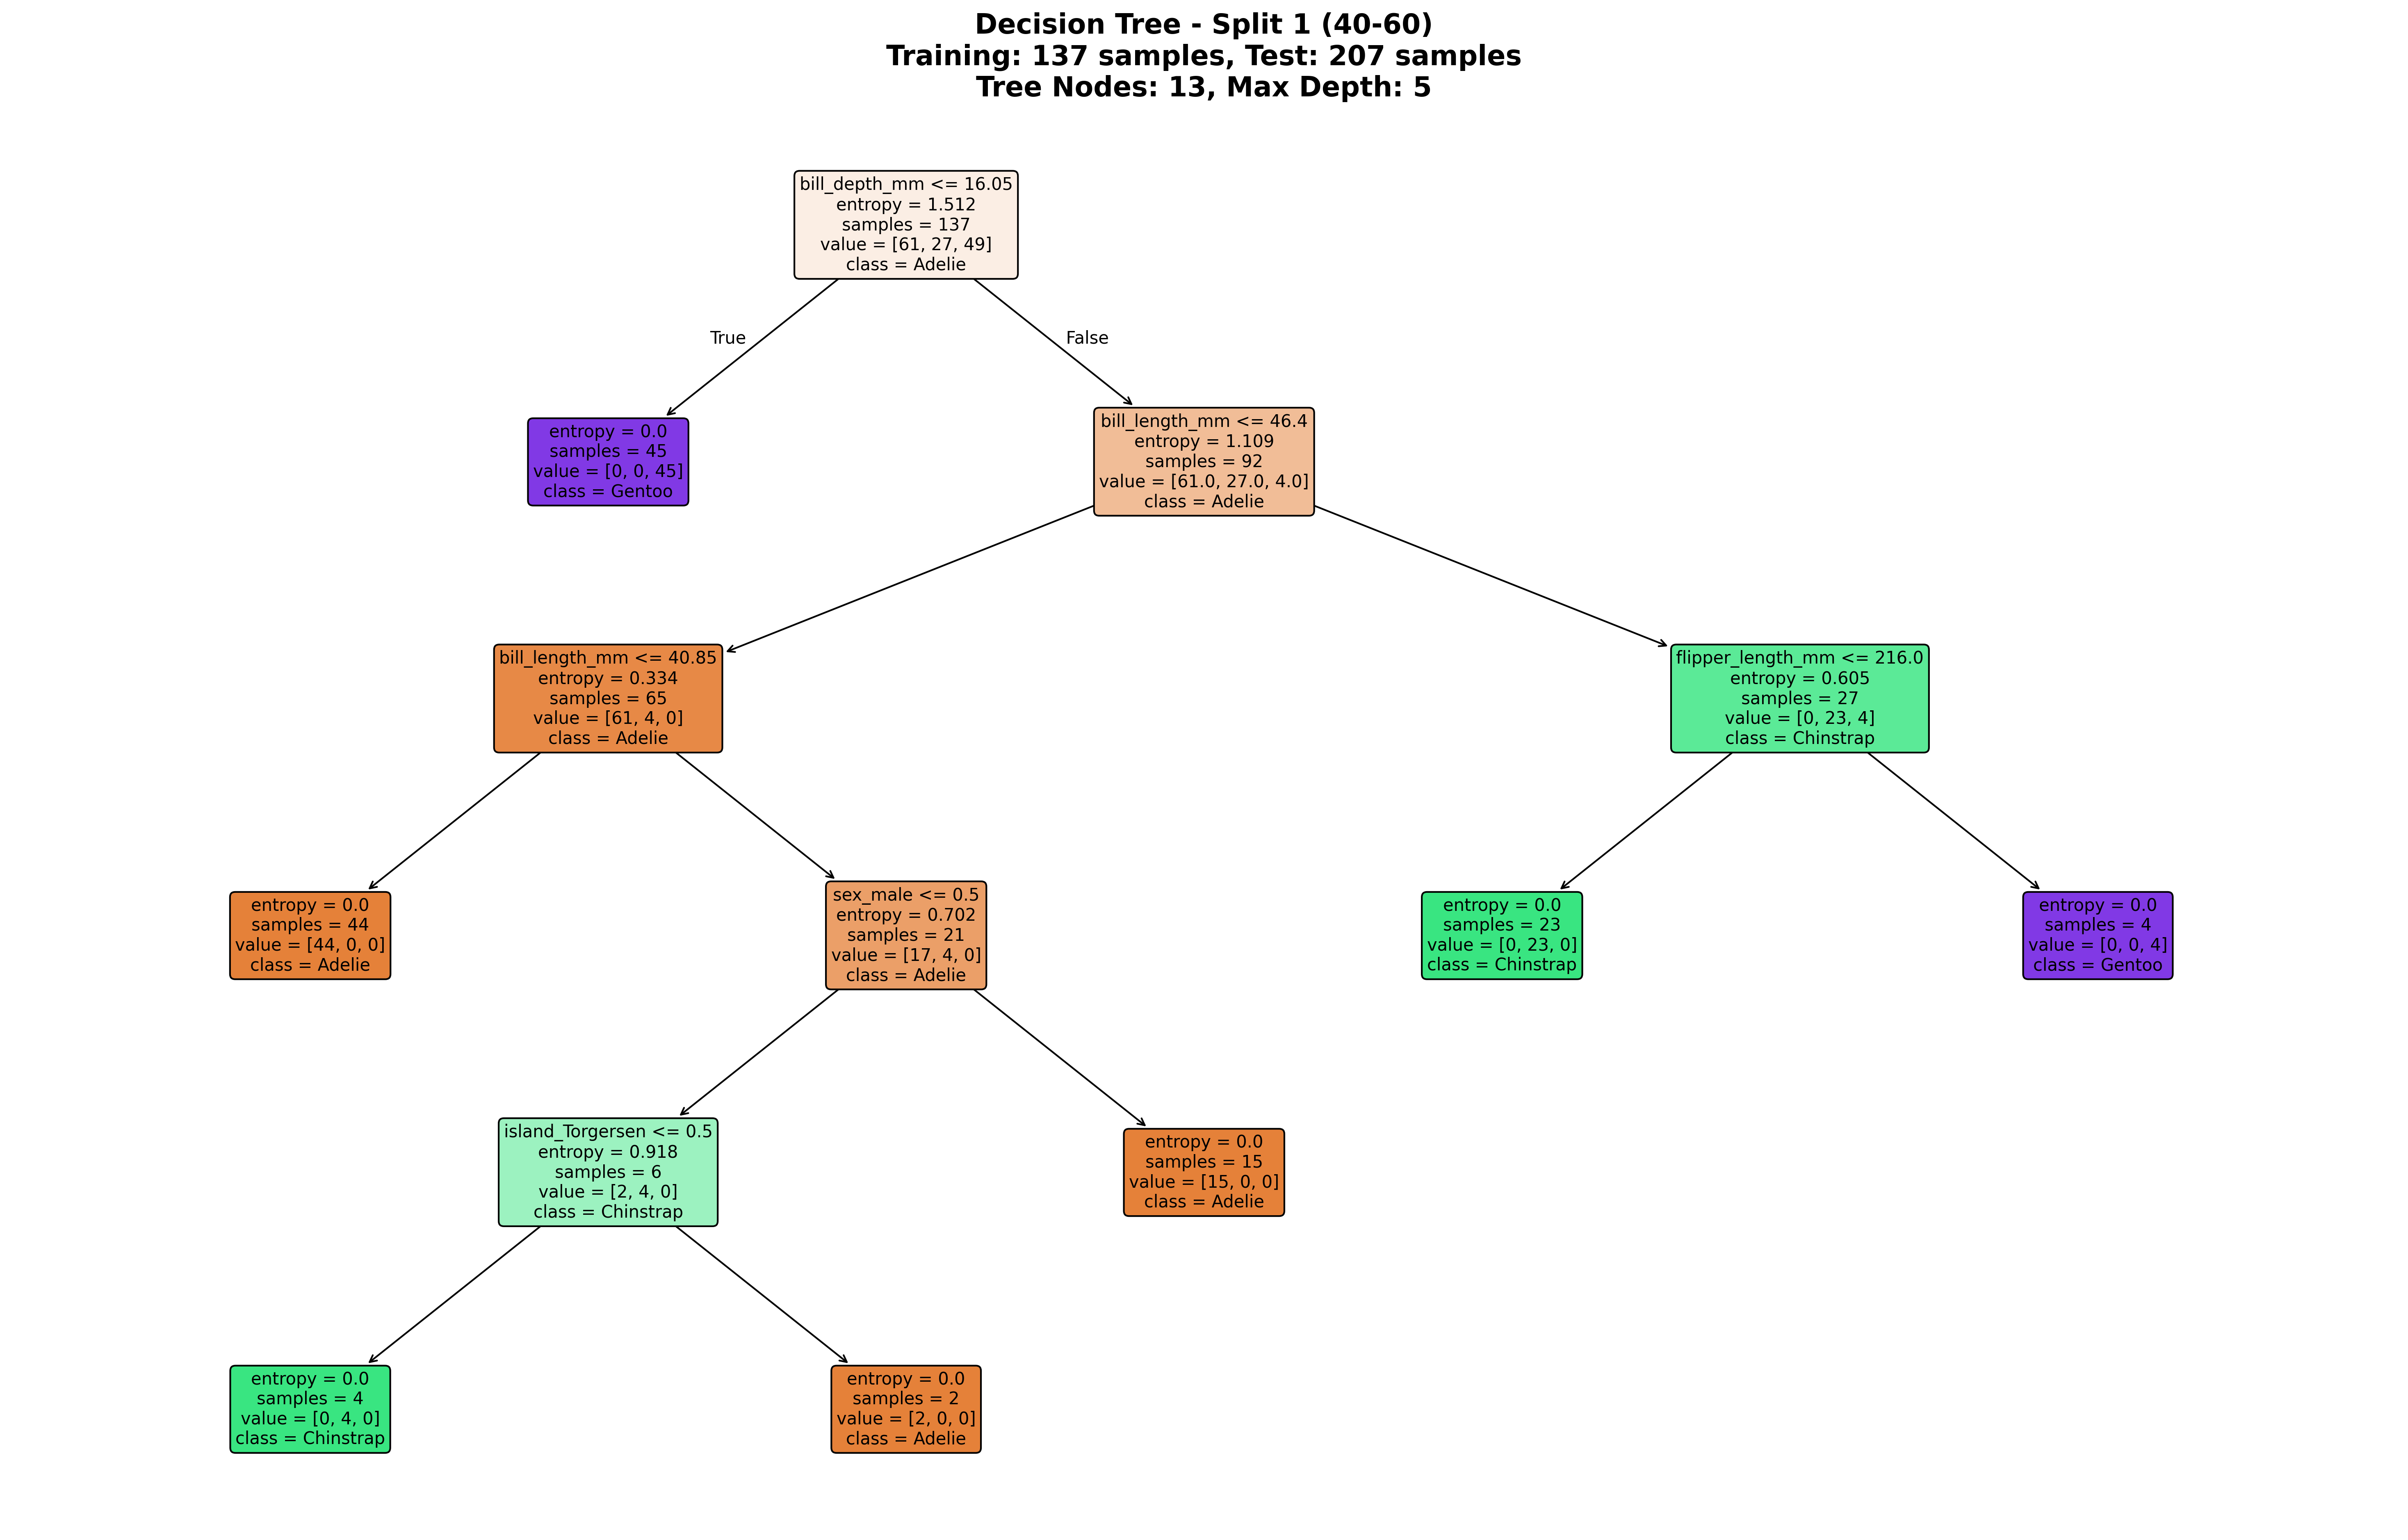 Decision Tree - Split 1 (40-60)
Training: 137 samples, Test: 207 samples
Tree Nodes: 13, Max Depth: 5
bill_depth_mm <= 16.05
entropy = 1.512
samples = 137
value = [61, 27, 49]
class = Adelie
True
False
entropy = 0.0
samples = 45
value = [0, 0, 45]
class = Gentoo
bill_length_mm <= 46.4
entropy = 1.109
samples = 92
value = [61.0, 27.0, 4.0]
class = Adelie
bill_length_mm <= 40.85
entropy = 0.334
samples = 65
value = [61, 4, 0]
class = Adelie
flipper_length_mm <= 216.0
entropy = 0.605
samples = 27
value = [0, 23, 4]
class = Chinstrap
entropy = 0.0
samples = 44
value = [44, 0, 0]
class = Adelie
sex_male <= 0.5
entropy = 0.702
samples = 21
value = [17, 4, 0]
class = Adelie
entropy = 0.0
samples = 23
value = [0, 23, 0]
class = Chinstrap
entropy = 0.0
samples = 4
value = [0, 0, 4]
class = Gentoo
island_Torgersen <= 0.5
entropy = 0.918
samples = 6
value = [2, 4, 0]
class = Chinstrap
entropy = 0.0
samples = 15
value = [15, 0, 0]
class = Adelie
entropy = 0.0
samples = 4
value = [0, 4, 0]
class = Chinstrap
entropy = 0.0
samples = 2
value = [2, 0, 0]
class = Adelie